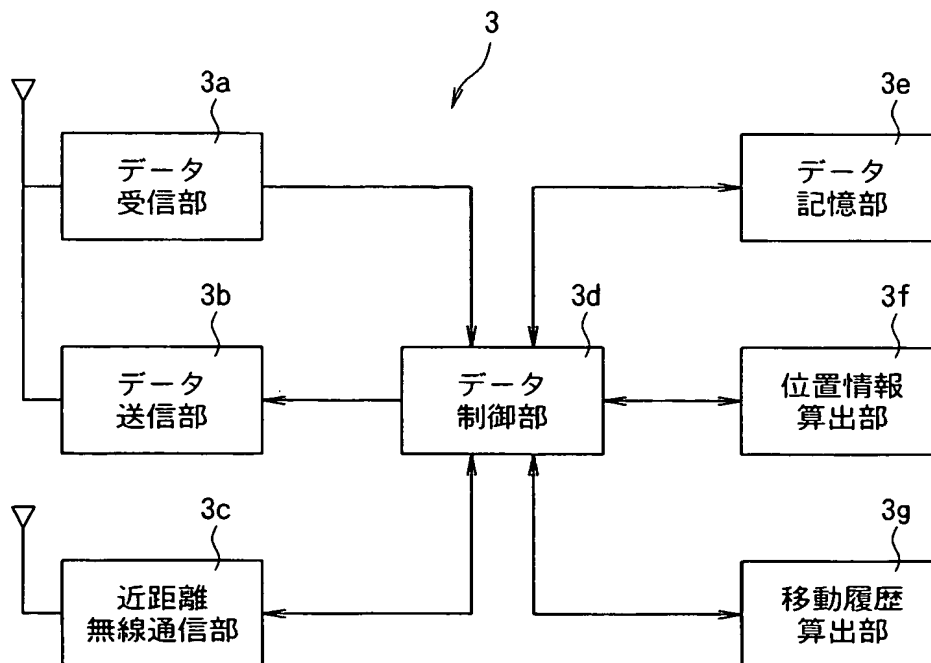 3
3a
データ
受信部
3e
データ
記憶部
3b
データ
送信部
3d
データ
制御部
3f
位置情報
算出部
3c
近距離
無線通信部
3g
移動履歴
算出部